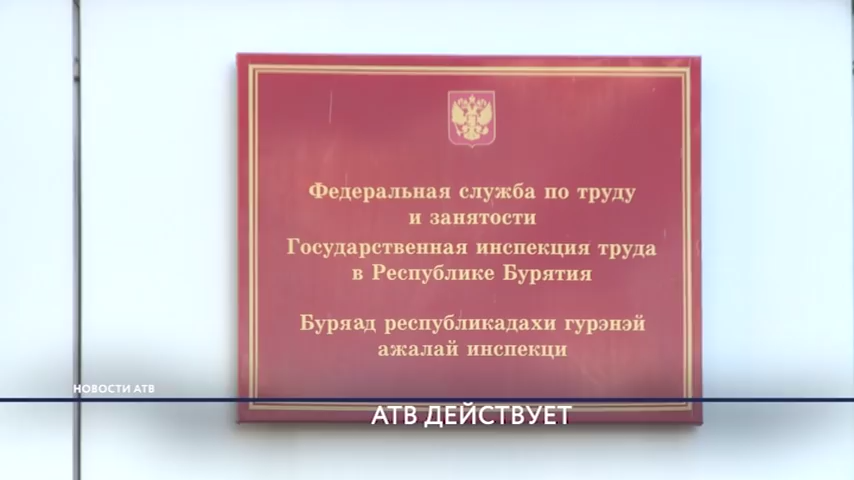 Федеральная служба по труду
и занятости
Государственная инспекция труда
в Республике Бурятия
Буряад республикадахи гурэнэй
ажалай инспекци
НОВОСТИ АТВ
АТВ ДЕЙСТВУЕТ